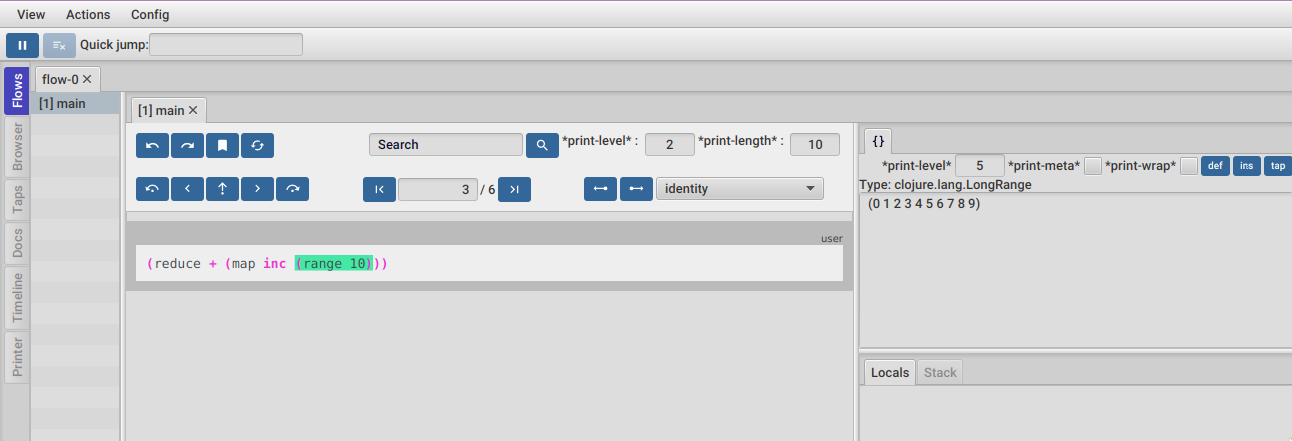 View Actions Config
Quick jump:
Flows
Browser
Taps
Docs
Timeline
Printer
flow-0
[1] main
[1] main
Search *print-level* : 2 *print-length* : 10
3 / 6 identity
user
(reduce + (map inc (range 10)))
{}
*print-level* 5 *print-meta* *print-wrap* def ins tap
Type: clojure.lang.LongRange
(0 1 2 3 4 5 6 7 8 9)
Locals Stack